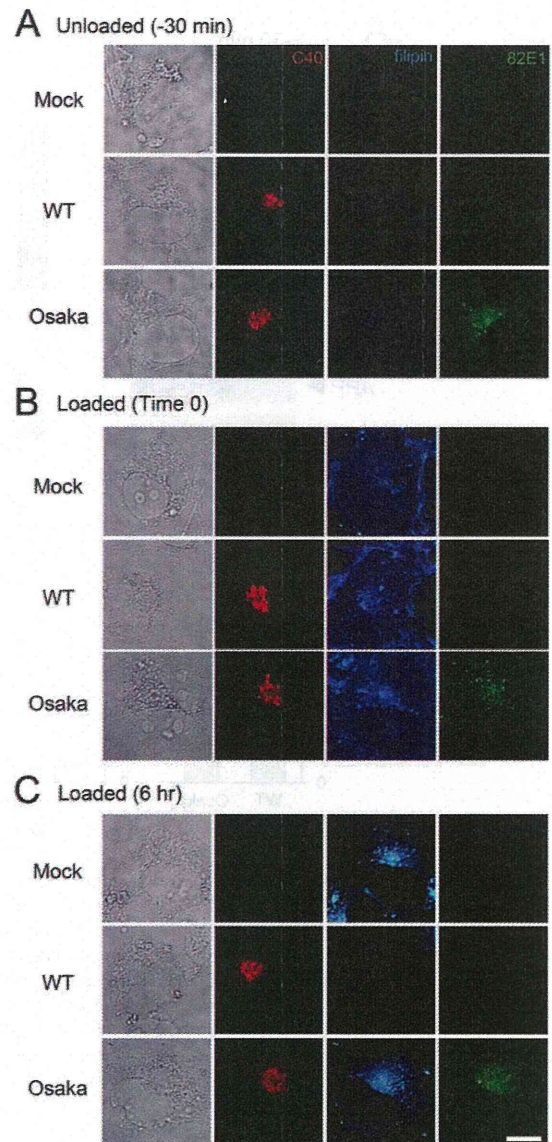 A Unloaded (-30 min)
C40 filipin 82E1
Mock
WT
Osaka
B Loaded (Time 0)
Mock
WT
Osaka
C Loaded (6 hr)
Mock
WT
Osaka